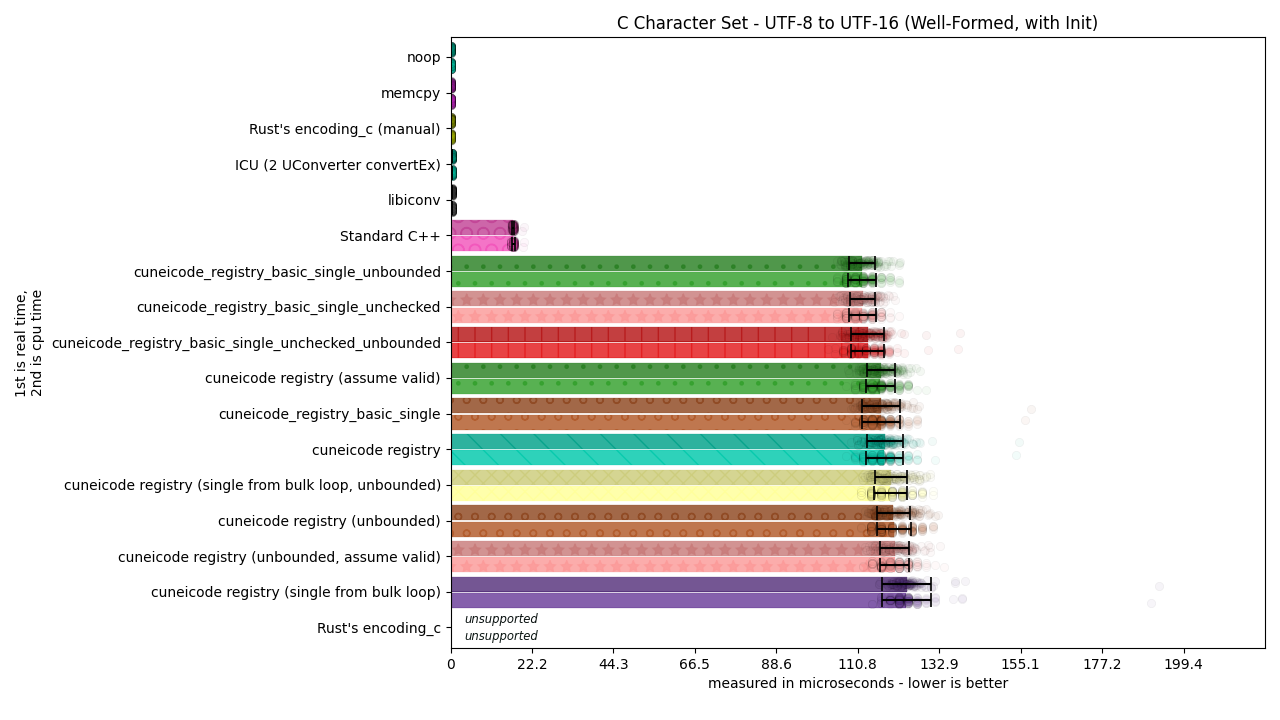 C Character Set - UTF-8 to UTF-16 (Well-Formed, with Init)
noop
memcpy
Rust's encoding_c (manual)
ICU (2 UConverter convertEx)
libiconv
Standard C++
cuneicode_registry_basic_single_unbounded
cuneicode_registry_basic_single_unchecked
cuneicode_registry_basic_single_unchecked_unbounded
cuneicode registry (assume valid)
cuneicode_registry_basic_single
cuneicode registry
cuneicode registry (single from bulk loop, unbounded)
cuneicode registry (unbounded)
cuneicode registry (unbounded, assume valid)
cuneicode registry (single from bulk loop)
Rust's encoding_c
unsupported
unsupported
1st is real time,
2nd is cpu time
0 22.2 44.3 66.5 88.6 110.8 132.9 155.1 177.2 199.4
measured in microseconds - lower is better